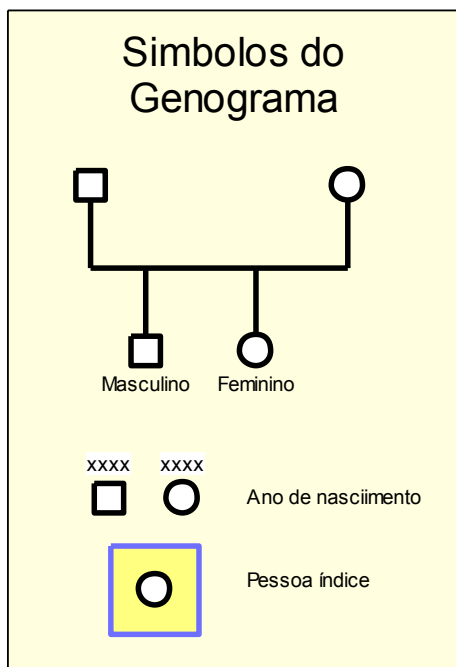 Simbolos do
Genograma
Masculino Feminino
xxxx xxxx
Ano de nasciimento
Pessoa índice